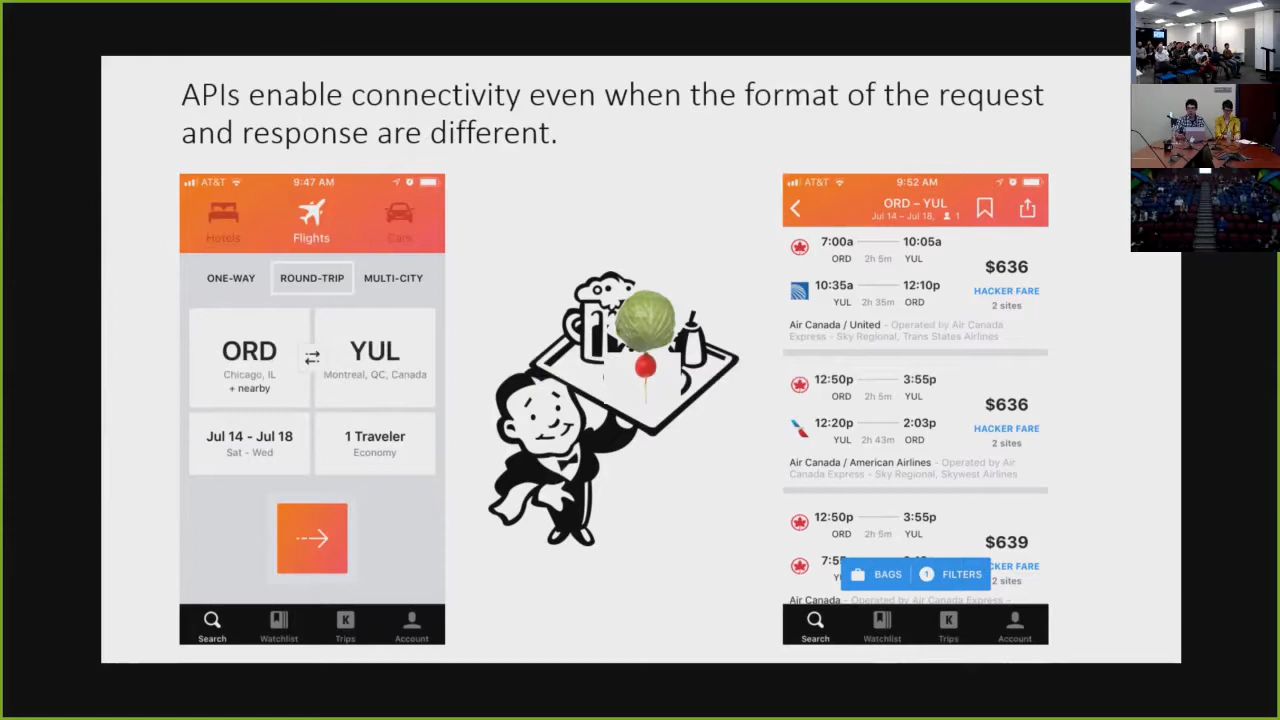 APIs enable connectivity even when the format of the request
and response are different.
AT&T 9:47 AM
Hotels Flights Cars
ONE-WAY ROUND-TRIP MULTI-CITY
ORD YUL
Chicago, IL Montreal, QC, Canada
+ nearby
Jul 14 - Jul 18 1 Traveler
Sat - Wed Economy
Search Watchlist K Trips Account
AT&T 9:52 AM
ORD – YUL
Jul 14 – Jul 18, 1
7:00a 10:05a
ORD 2h 5m YUL
$636
10:35a 12:10p
HACKER FARE
YUL 2h 35m ORD
2 sites
Air Canada / United - Operated by Air Canada
Express - Sky Regional, Trans States Airlines
12:50p 3:55p
ORD 2h 5m YUL
$636
12:20p 2:03p
HACKER FARE
YUL 2h 43m ORD
2 sites
Air Canada / American Airlines - Operated by Air
Canada Express - Sky Regional, Skywest Airlines
12:50p 3:55p
ORD 2h 5m YUL
$639
CKER FARE
BAGS 1 FILTERS
2 sites
Air Canada - Operated by Air Canada Express -
Search Watchlist K Trips Account